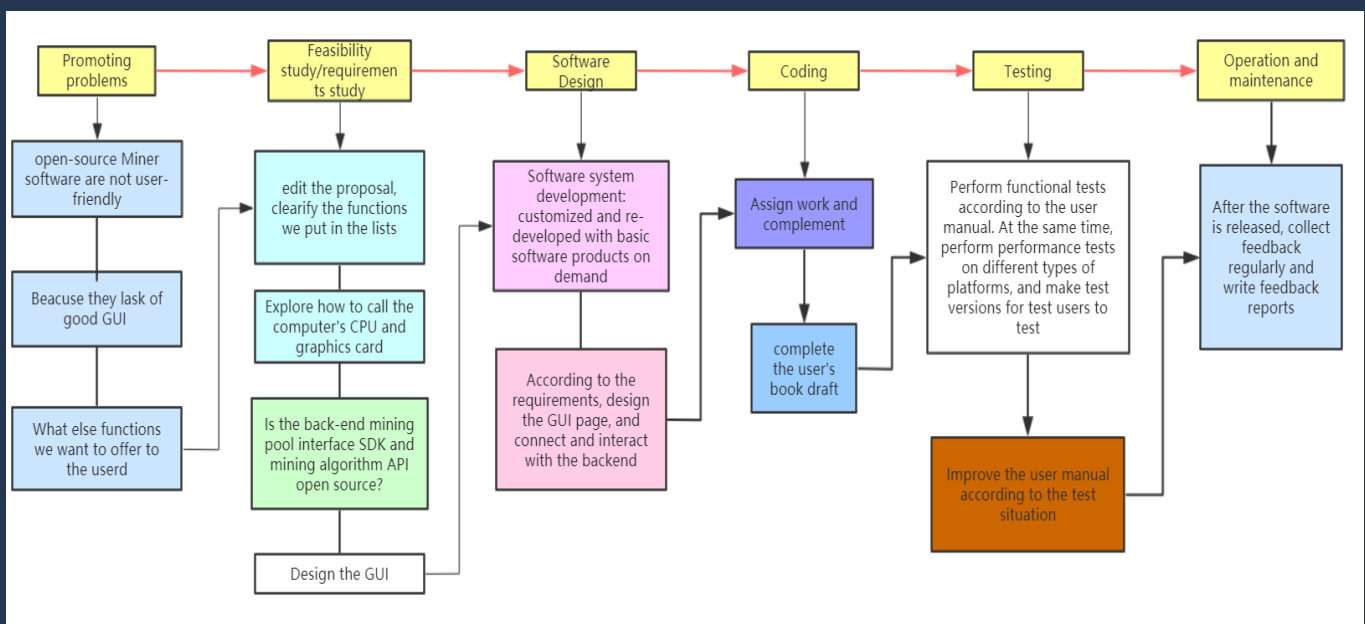 Promoting
problems
Feasibility
study/requiremen
ts study
Software
Design
Coding
Testing
Operation and
maintenance
open-source Miner
software are not user-
friendly
Beacuse they lask of
good GUI
What else functions
we want to offer to
the userd
edit the proposal,
clearify the functions
we put in the lists
Explore how to call the
computer's CPU and
graphics card
Is the back-end mining
pool interface SDK and
mining algorithm API
open source?
Design the GUI
Software system
development:
customized and re-
developed with basic
software products on
demand
According to the
requirements, design
the GUI page, and
connect and interact
with the backend
Assign work and
complement
complete
the user's
book draft
Perform functional tests
according to the user
manual. At the same time,
perform performance tests
on different types of
platforms, and make test
versions for test users to
test
Improve the user manual
according to the test
situation
After the software
is released, collect
feedback
regularly and
write feedback
reports